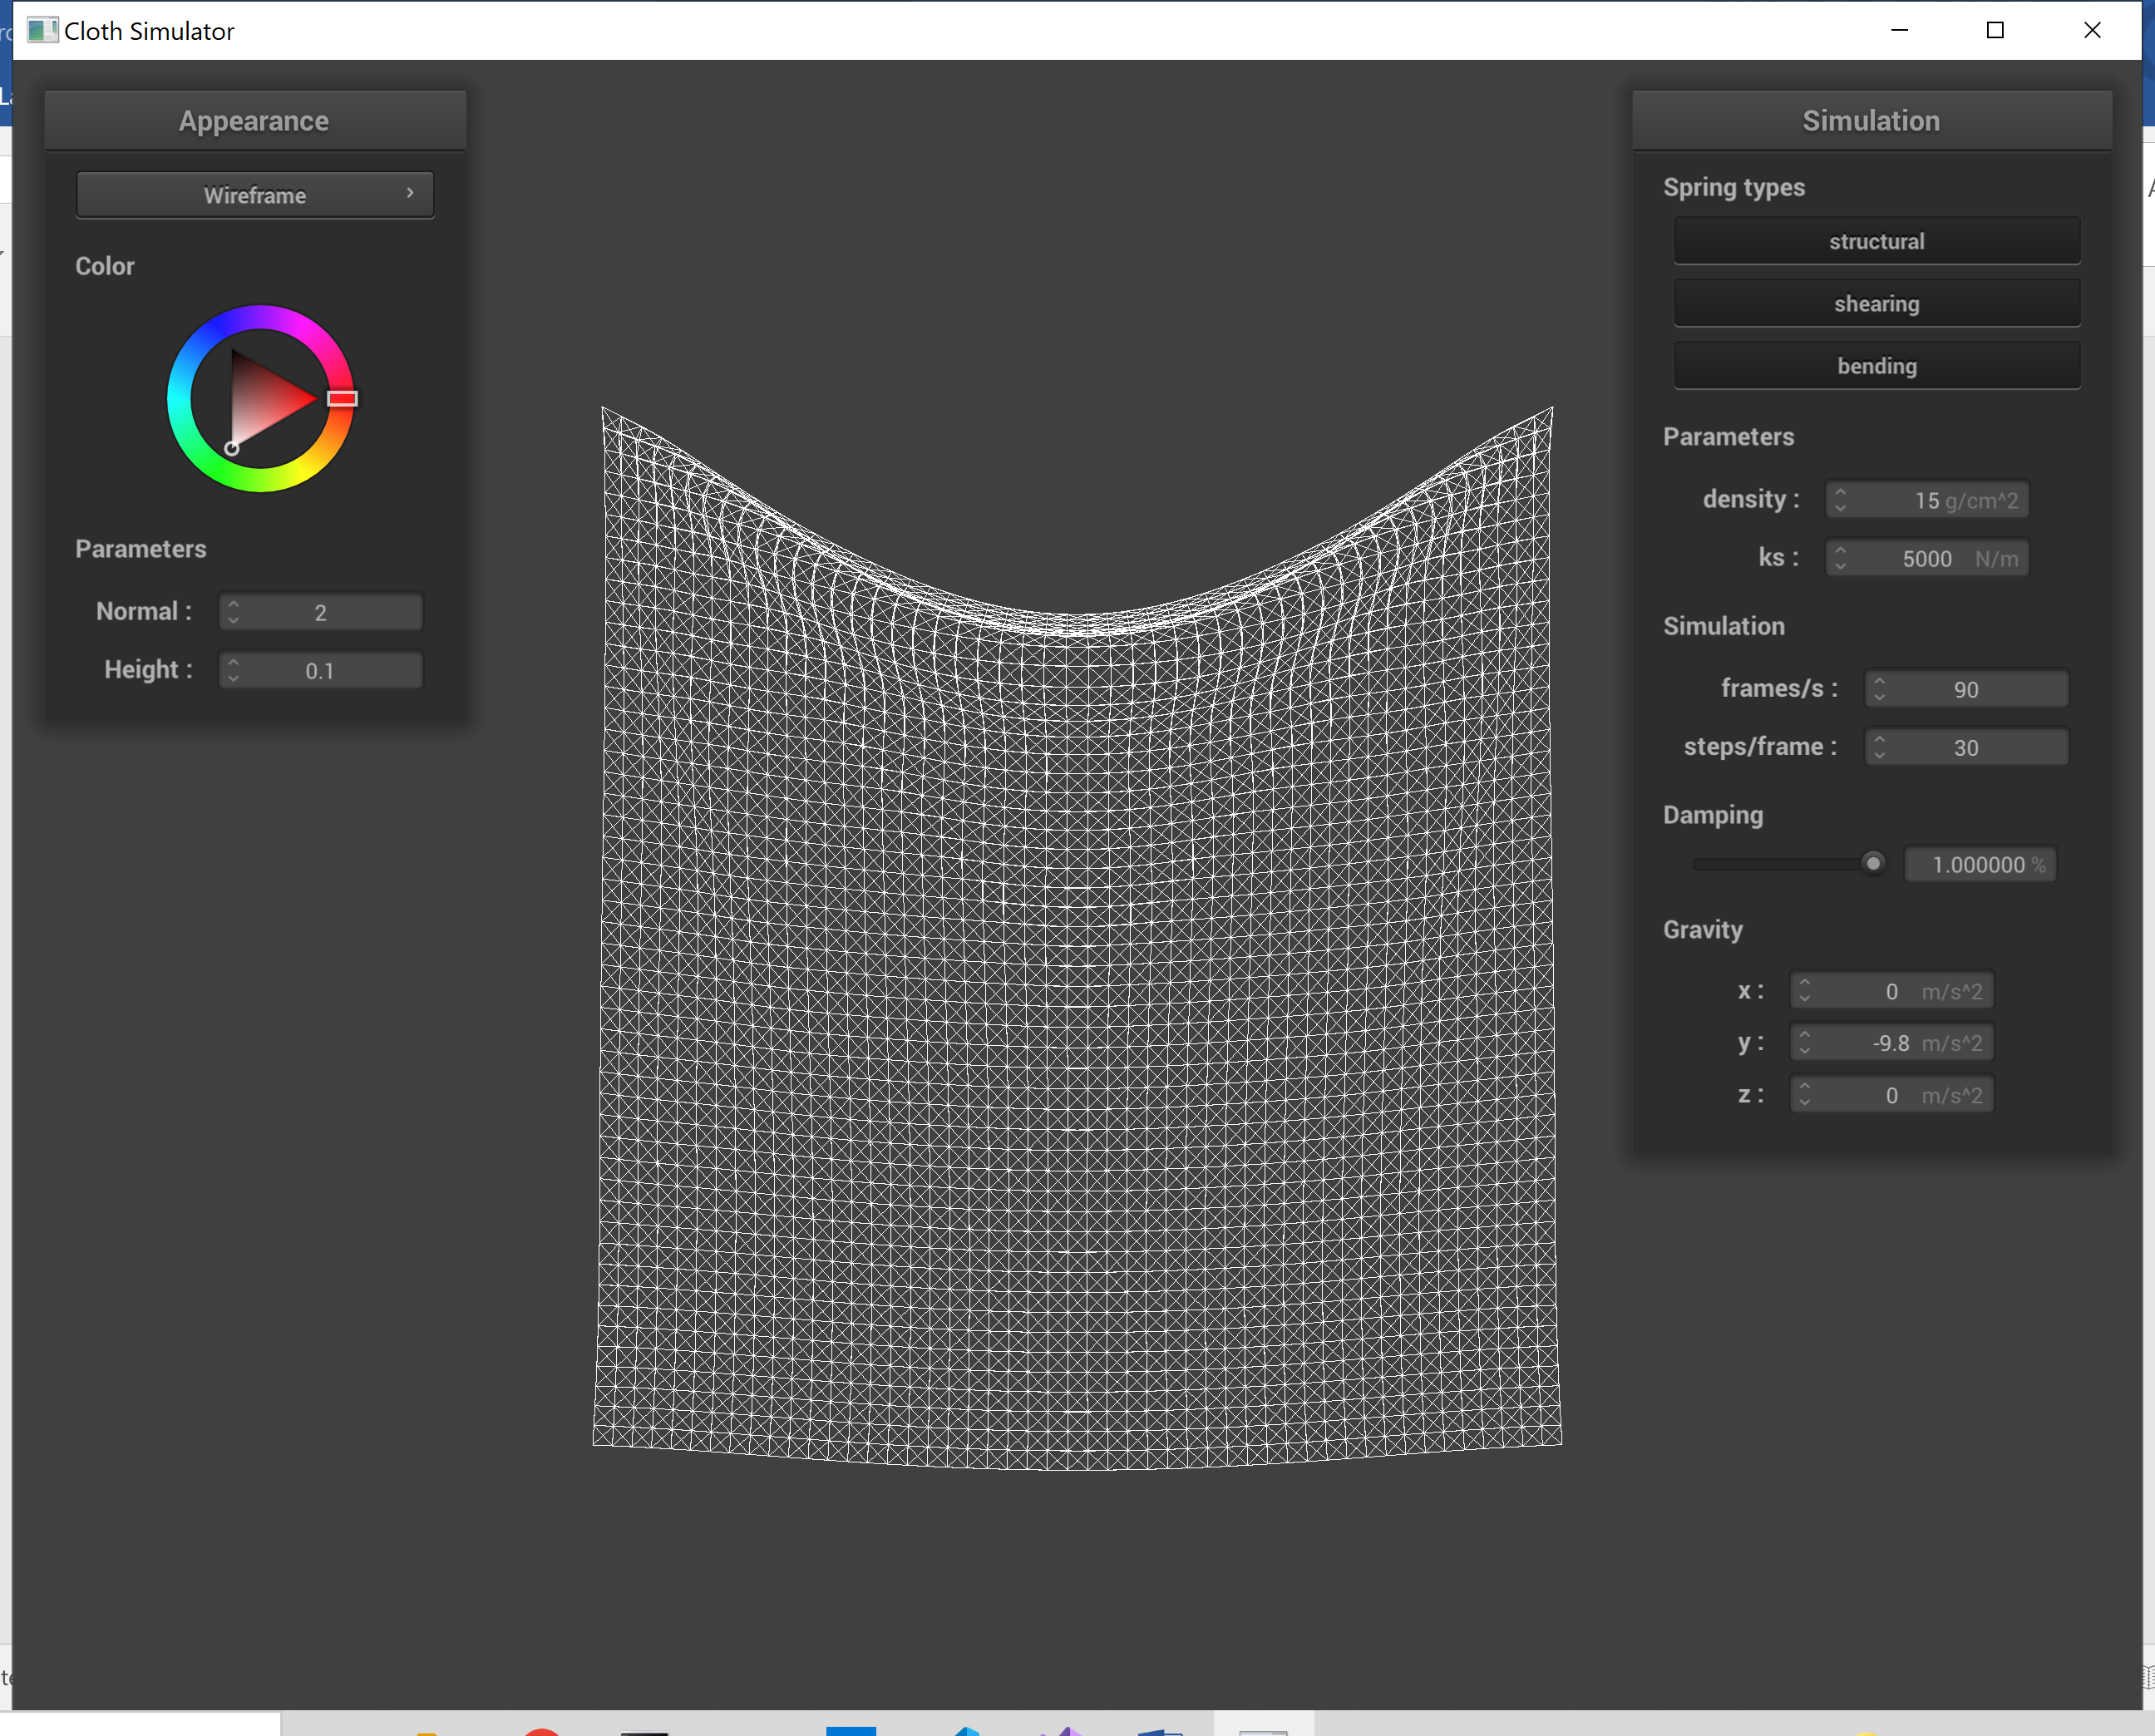 Cloth Simulator
Appearance
Wireframe
Color
Parameters
Normal : 2
Height : 0.1
Simulation
Spring types
structural
shearing
bending
Parameters
density : 15 g/cm^2
ks : 5000 N/m
Simulation
frames/s : 90
steps/frame : 30
Damping
1.000000 %
Gravity
x : 0 m/s^2
y : -9.8 m/s^2
z : 0 m/s^2